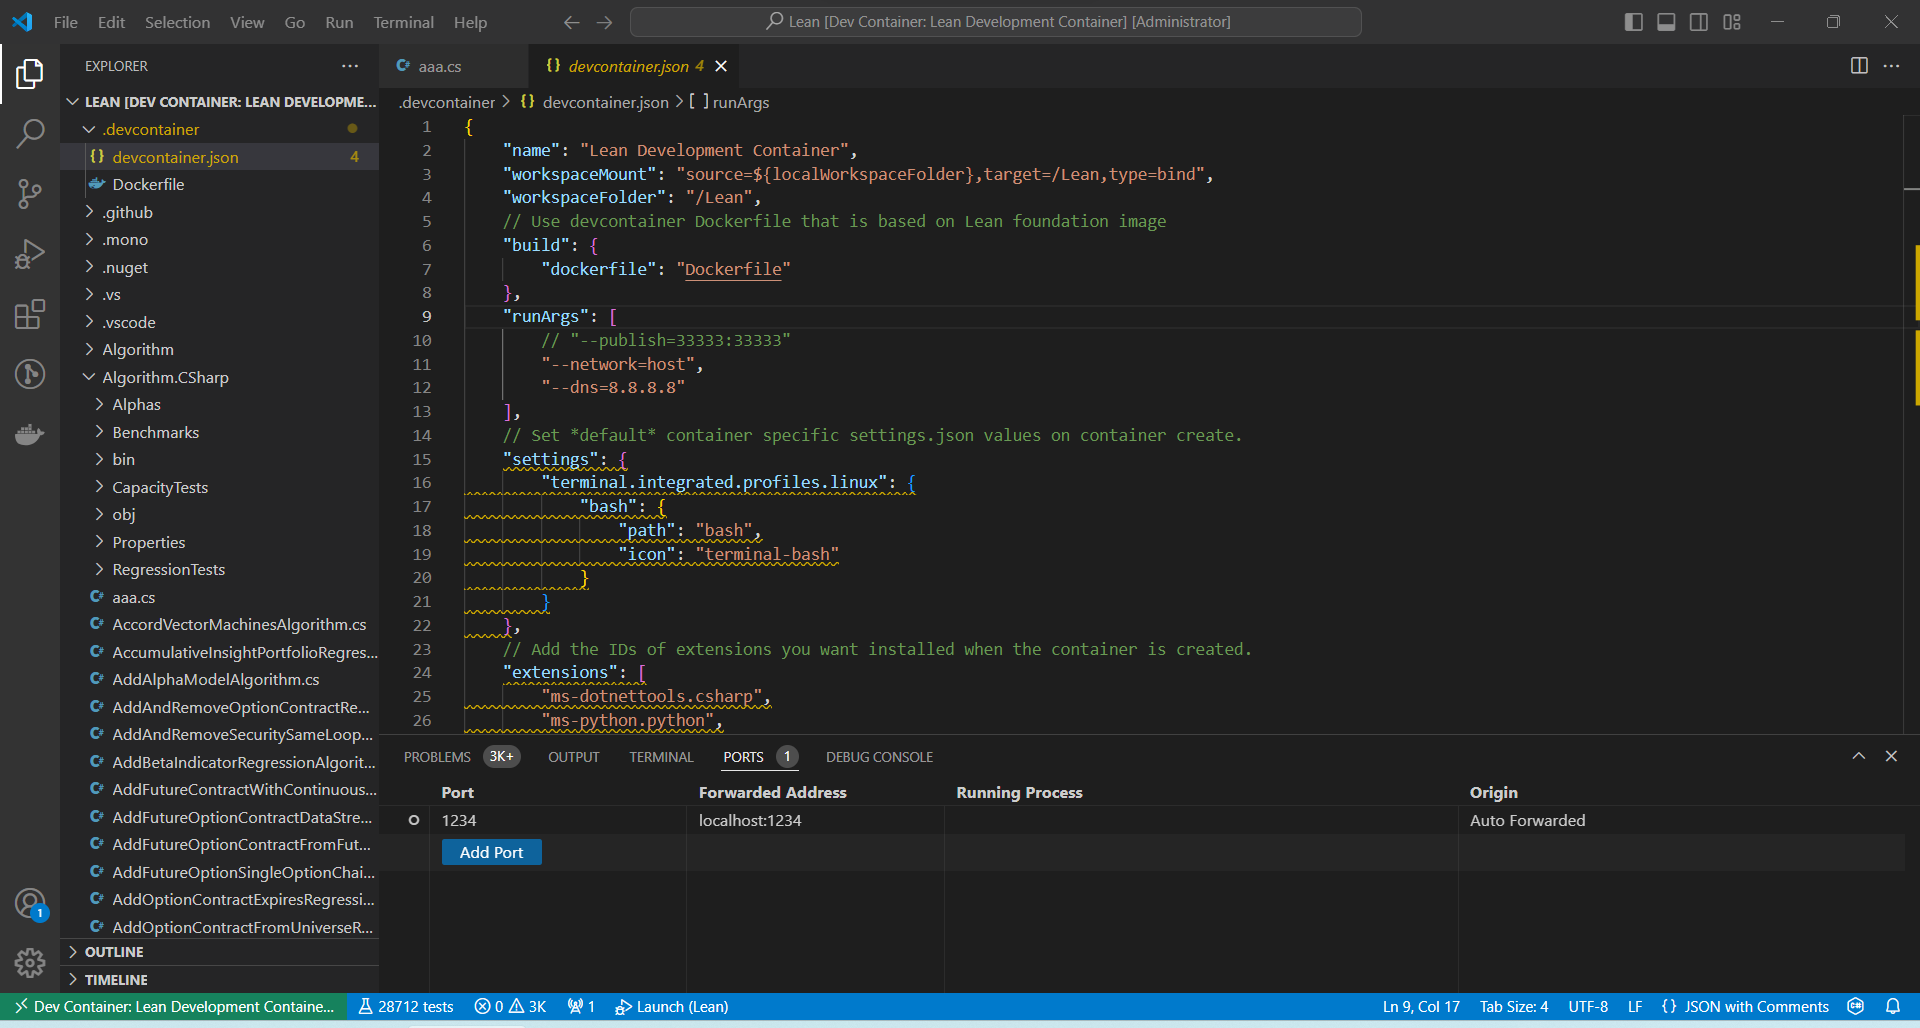 File Edit Selection View Go Run Terminal Help
Lean [Dev Container: Lean Development Container] [Administrator]
EXPLORER
LEAN [DEV CONTAINER: LEAN DEVELOPME...
.devcontainer
devcontainer.json 4
Dockerfile
.github
.mono
.nuget
.vs
.vscode
Algorithm
Algorithm.CSharp
Alphas
Benchmarks
bin
CapacityTests
obj
Properties
RegressionTests
aaa.cs
AccordVectorMachinesAlgorithm.cs
AccumulativeInsightPortfolioRegres...
AddAlphaModelAlgorithm.cs
AddAndRemoveOptionContractRe...
AddAndRemoveSecuritySameLoop...
AddBetaIndicatorRegressionAlgorit...
AddFutureContractWithContinuous...
AddFutureOptionContractDataStre...
AddFutureOptionContractFromFut...
AddFutureOptionSingleOptionChai...
AddOptionContractExpiresRegressi...
AddOptionContractFromUniverseR...
OUTLINE
TIMELINE
1
aaa.cs
devcontainer.json 4
.devcontainer > {} devcontainer.json > [ ] runArgs
1 {
2 "name": "Lean Development Container",
3 "workspaceMount": "source=${localWorkspaceFolder},target=/Lean,type=bind",
4 "workspaceFolder": "/Lean",
5 // Use devcontainer Dockerfile that is based on Lean foundation image
6 "build": {
7 "dockerfile": "Dockerfile"
8 },
9 "runArgs": [
10 // "--publish=33333:33333"
11 "--network=host",
12 "--dns=8.8.8.8"
13 ],
14 // Set *default* container specific settings.json values on container create.
15 "settings": {
16 "terminal.integrated.profiles.linux": {
17 "bash": {
18 "path": "bash",
19 "icon": "terminal-bash"
20 }
21 }
22 },
23 // Add the IDs of extensions you want installed when the container is created.
24 "extensions": [
25 "ms-dotnettools.csharp",
26 "ms-python.python",
PROBLEMS 3K+ OUTPUT TERMINAL PORTS 1 DEBUG CONSOLE
Port Forwarded Address Running Process Origin
1234 localhost:1234 Auto Forwarded
Add Port
Dev Container: Lean Development Containe... 28712 tests 0 3K 1 Launch (Lean) Ln 9, Col 17 Tab Size: 4 UTF-8 LF {} JSON with Comments